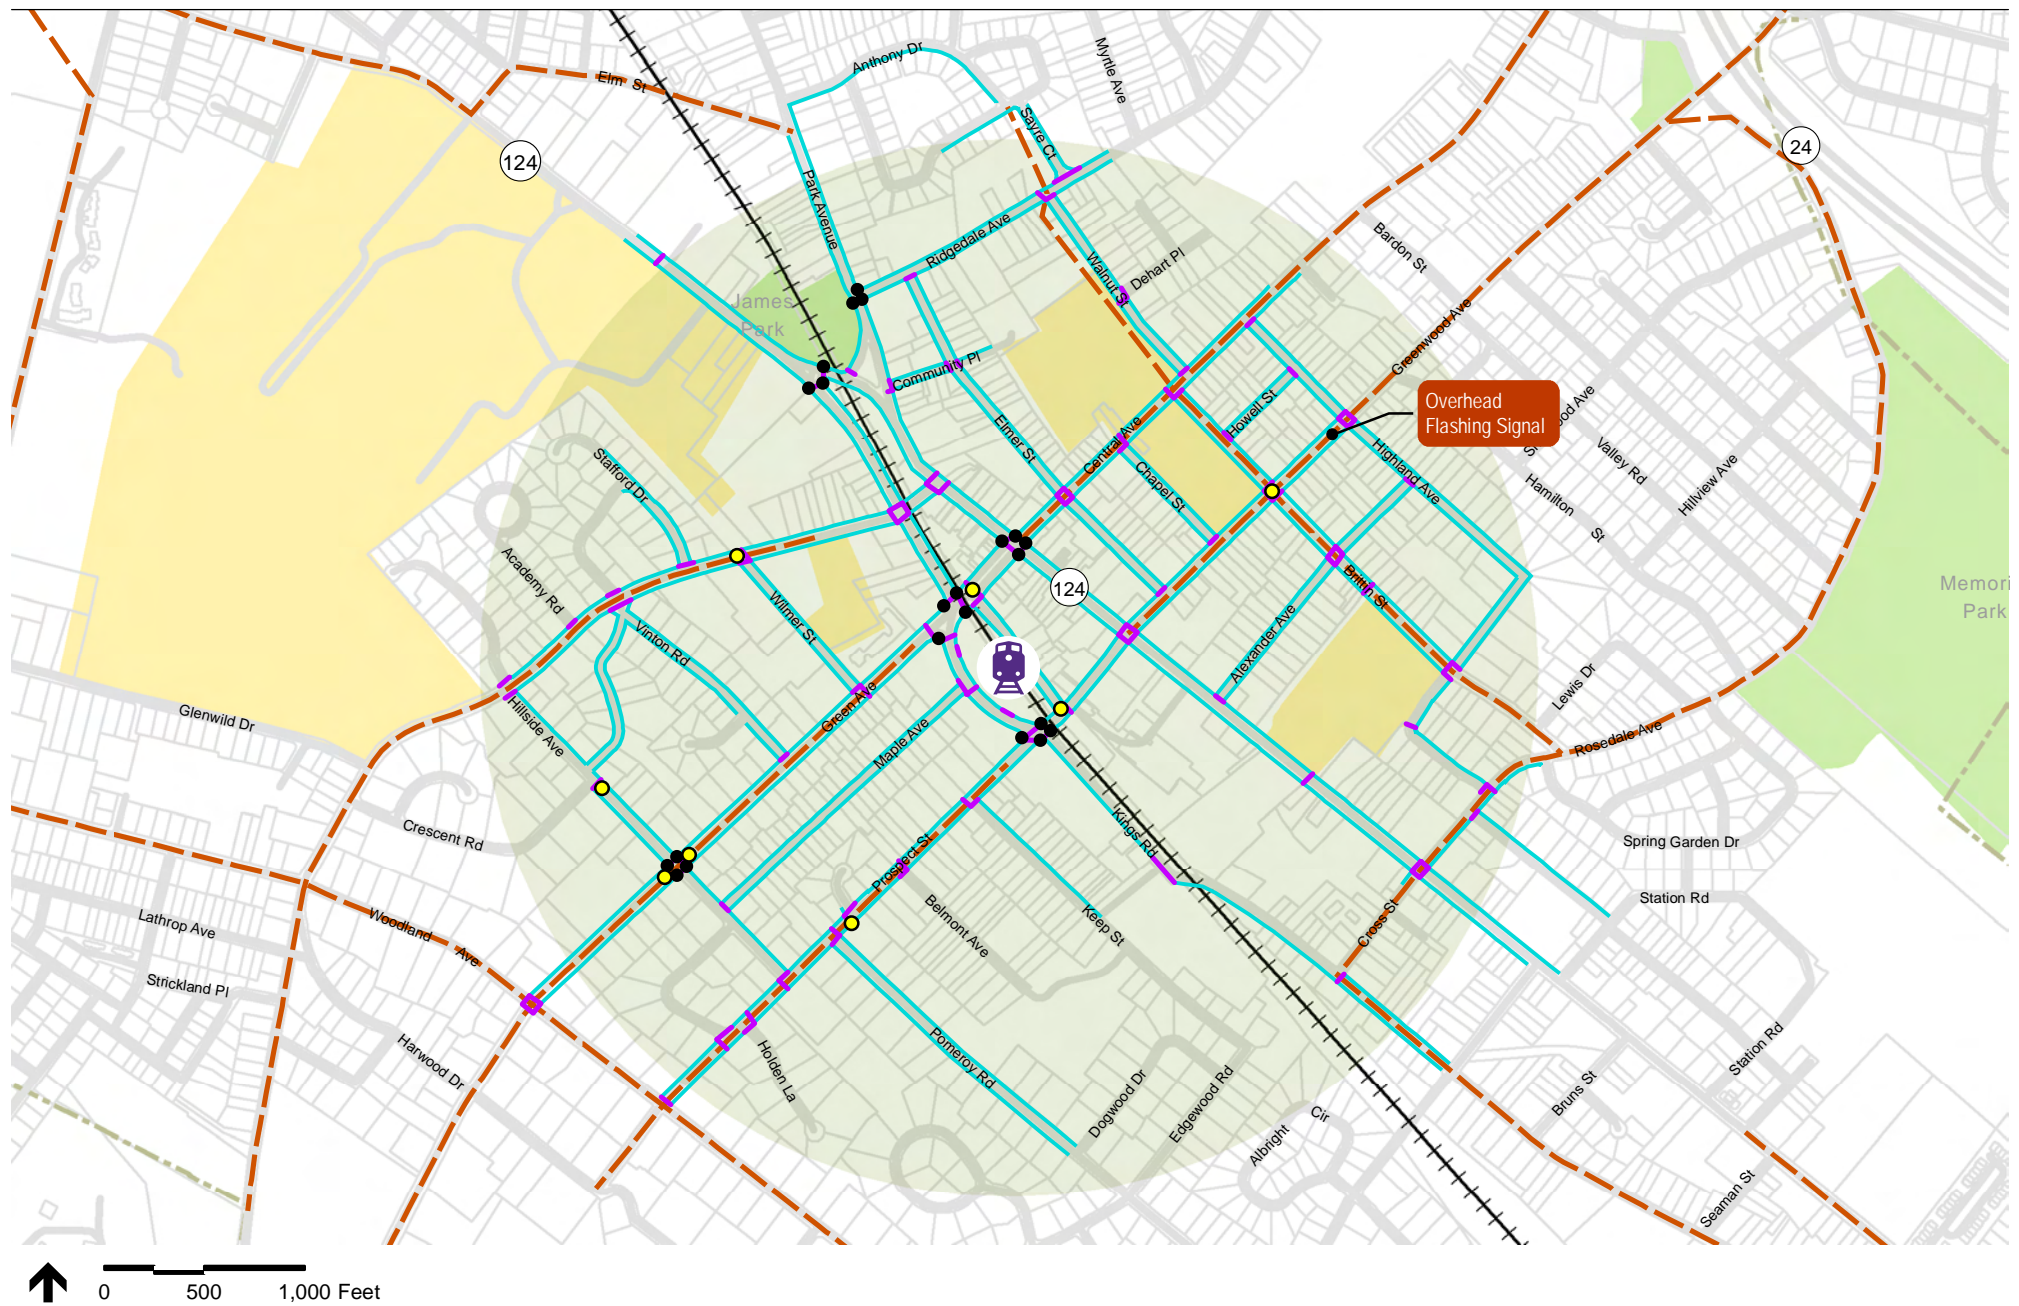 Anthony Dr
Myrtle Ave
Elm St
Sayre Ct
124
24
Park Avenue
Ridgedale Ave
Bardon St
Walnut St
Dehart Pl
James
Park
Greenwood Ave
Community Pl
Overhead
Flashing Signal
Howell St
Elmer St
Central Ave
Highland Ave
Valley Rd
Hillview Ave
Hamilton St
Chapel St
Stafford Dr
Academy Rd
124
Brittin St
Memori
Park
Wilmer St
Vinton Rd
Alexander Ave
Lewis Dr
Glenwild Dr
Hillside Ave
Green Ave
Maple Ave
Rosedale Ave
Crescent Rd
Kings Rd
Spring Garden Dr
Prospect St
Station Rd
Lathrop Ave
Woodland Ave
Belmont Ave
Keep St
Cross St
Strickland Pl
Harwood Dr
Holden La
Pomeroy Rd
Station Rd
Dogwood Dr
Edgewood Rd
Albright Cir
Bruns St
Seaman St
0 500 1,000 Feet